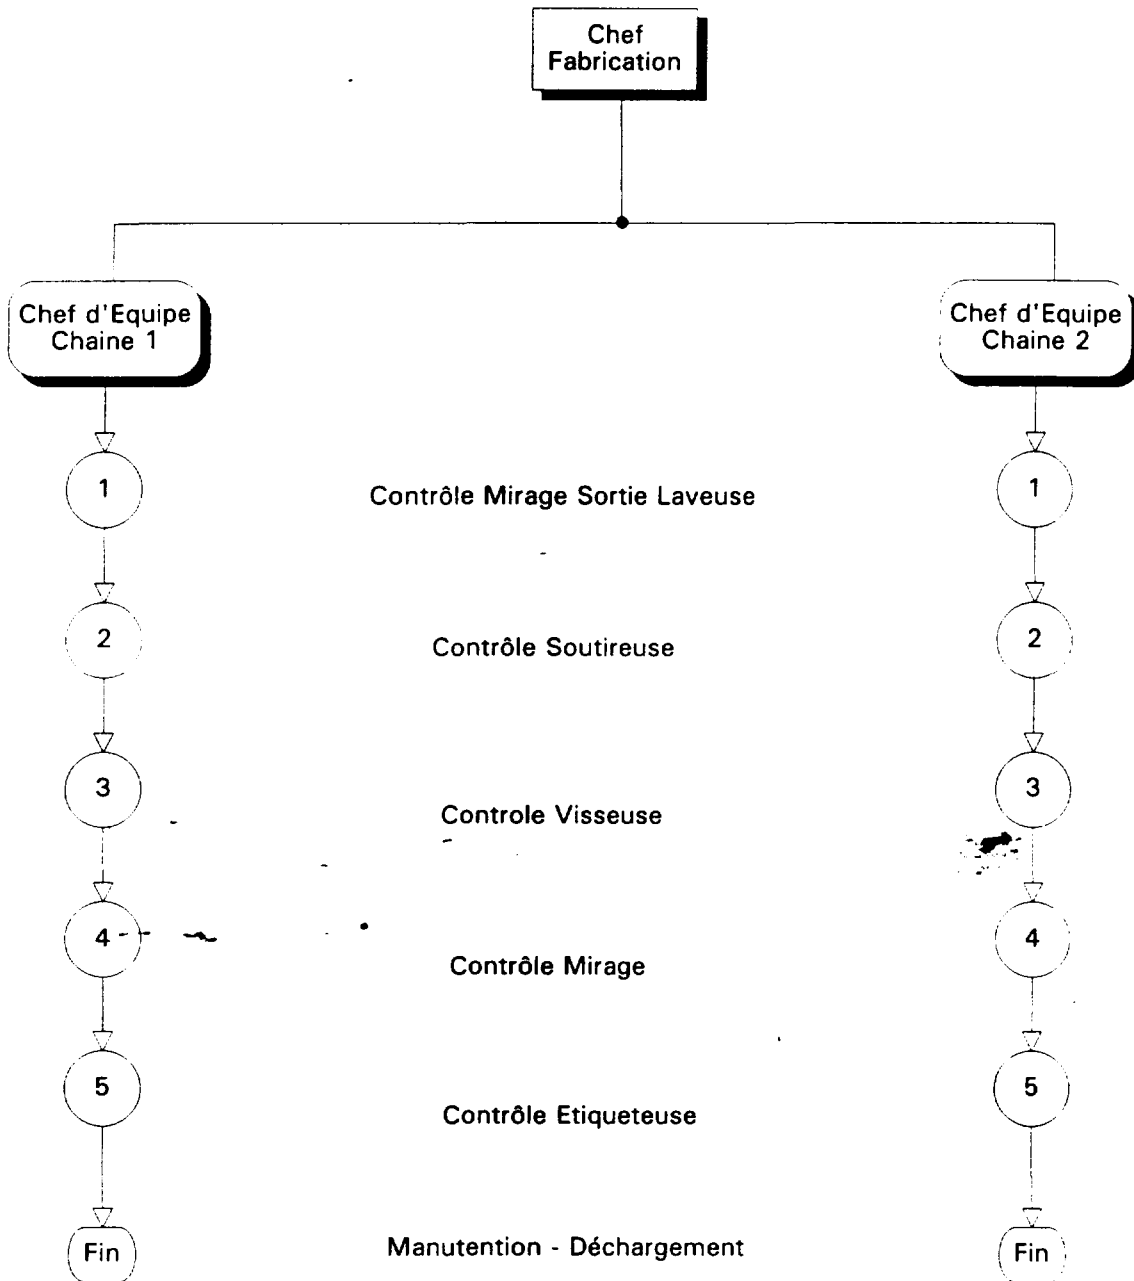 Chef
Fabrication
Chef d'Equipe
Chaine 1
Chef d'Equipe
Chaine 2
1
Contrôle Mirage Sortie Laveuse
1
2
Contrôle Soutireuse
2
3
Controle Visseuse
3
4
Contrôle Mirage
4
5
Contrôle Etiqueteuse
5
Fin
Manutention - Déchargement
Fin